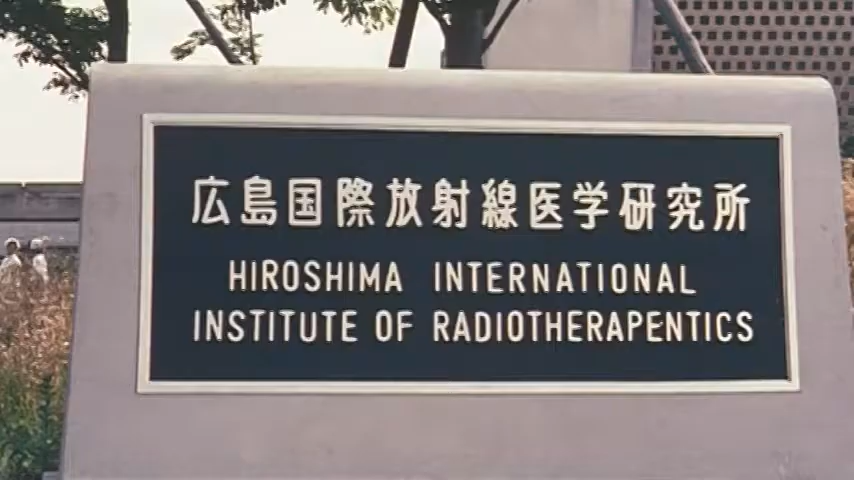 広島国際放射線医学研究所
HIROSHIMA INTERNATIONAL
INSTITUTE OF RADIOTHERAPENTICS